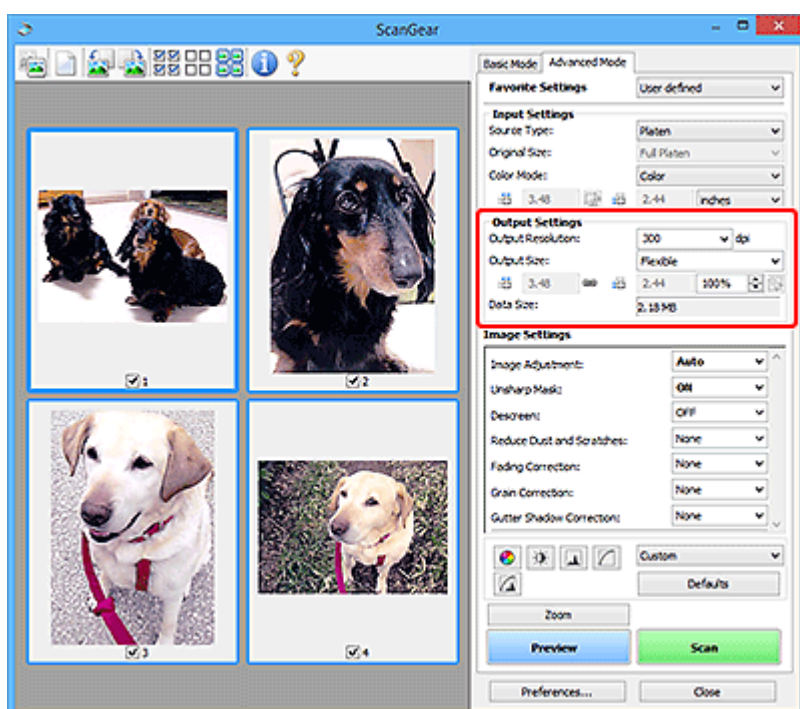 ScanGear
Basic Mode Advanced Mode
Favorite Settings User defined
Input Settings
Source Type: Platen
Original Size: Full Platen
Color Mode: Color
3.48 2.44 inches
Output Settings
Output Resolution: 300 dpi
Output Size: Flexible
3.48 2.44 100%
Data Size: 2.18 MB
Image Settings
Image Adjustment: Auto
Unsharp Mask: ON
Descreen: OFF
Reduce Dust and Scratches: None
Fading Correction: None
Grain Correction: None
Gutter Shadow Correction: None
Custom
Defaults
Zoom
Preview Scan
Preferences... Close
1
2
3
4